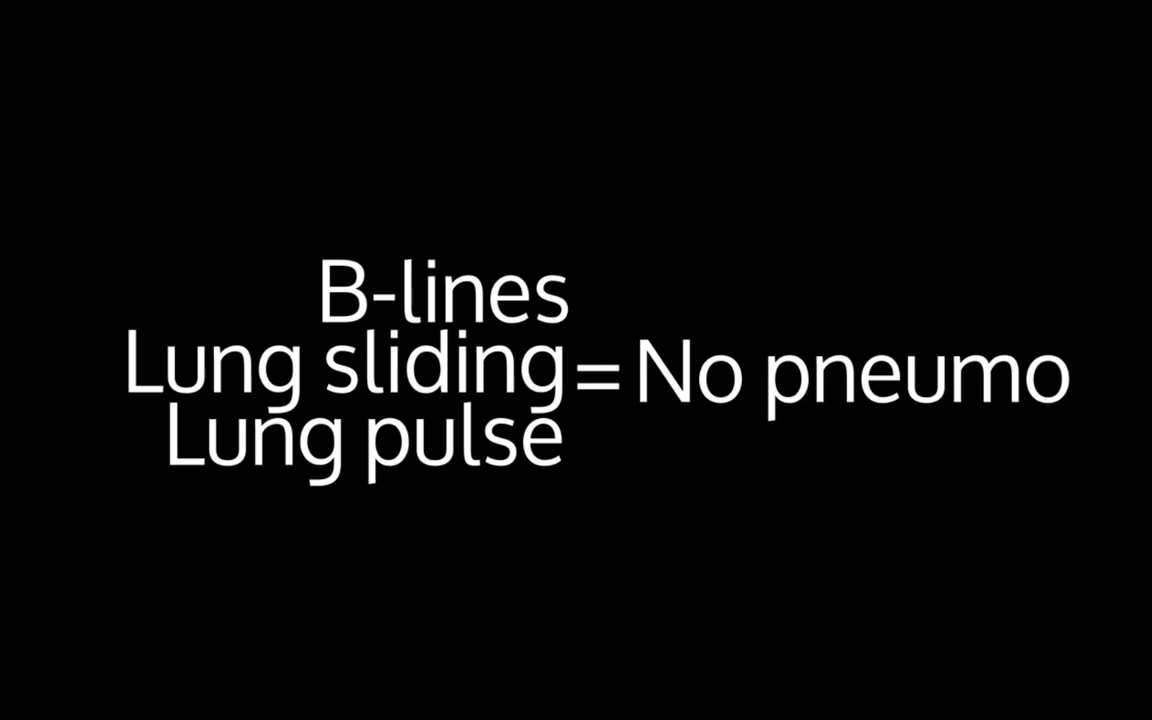 B-lines
Lung sliding = No pneumo
Lung pulse